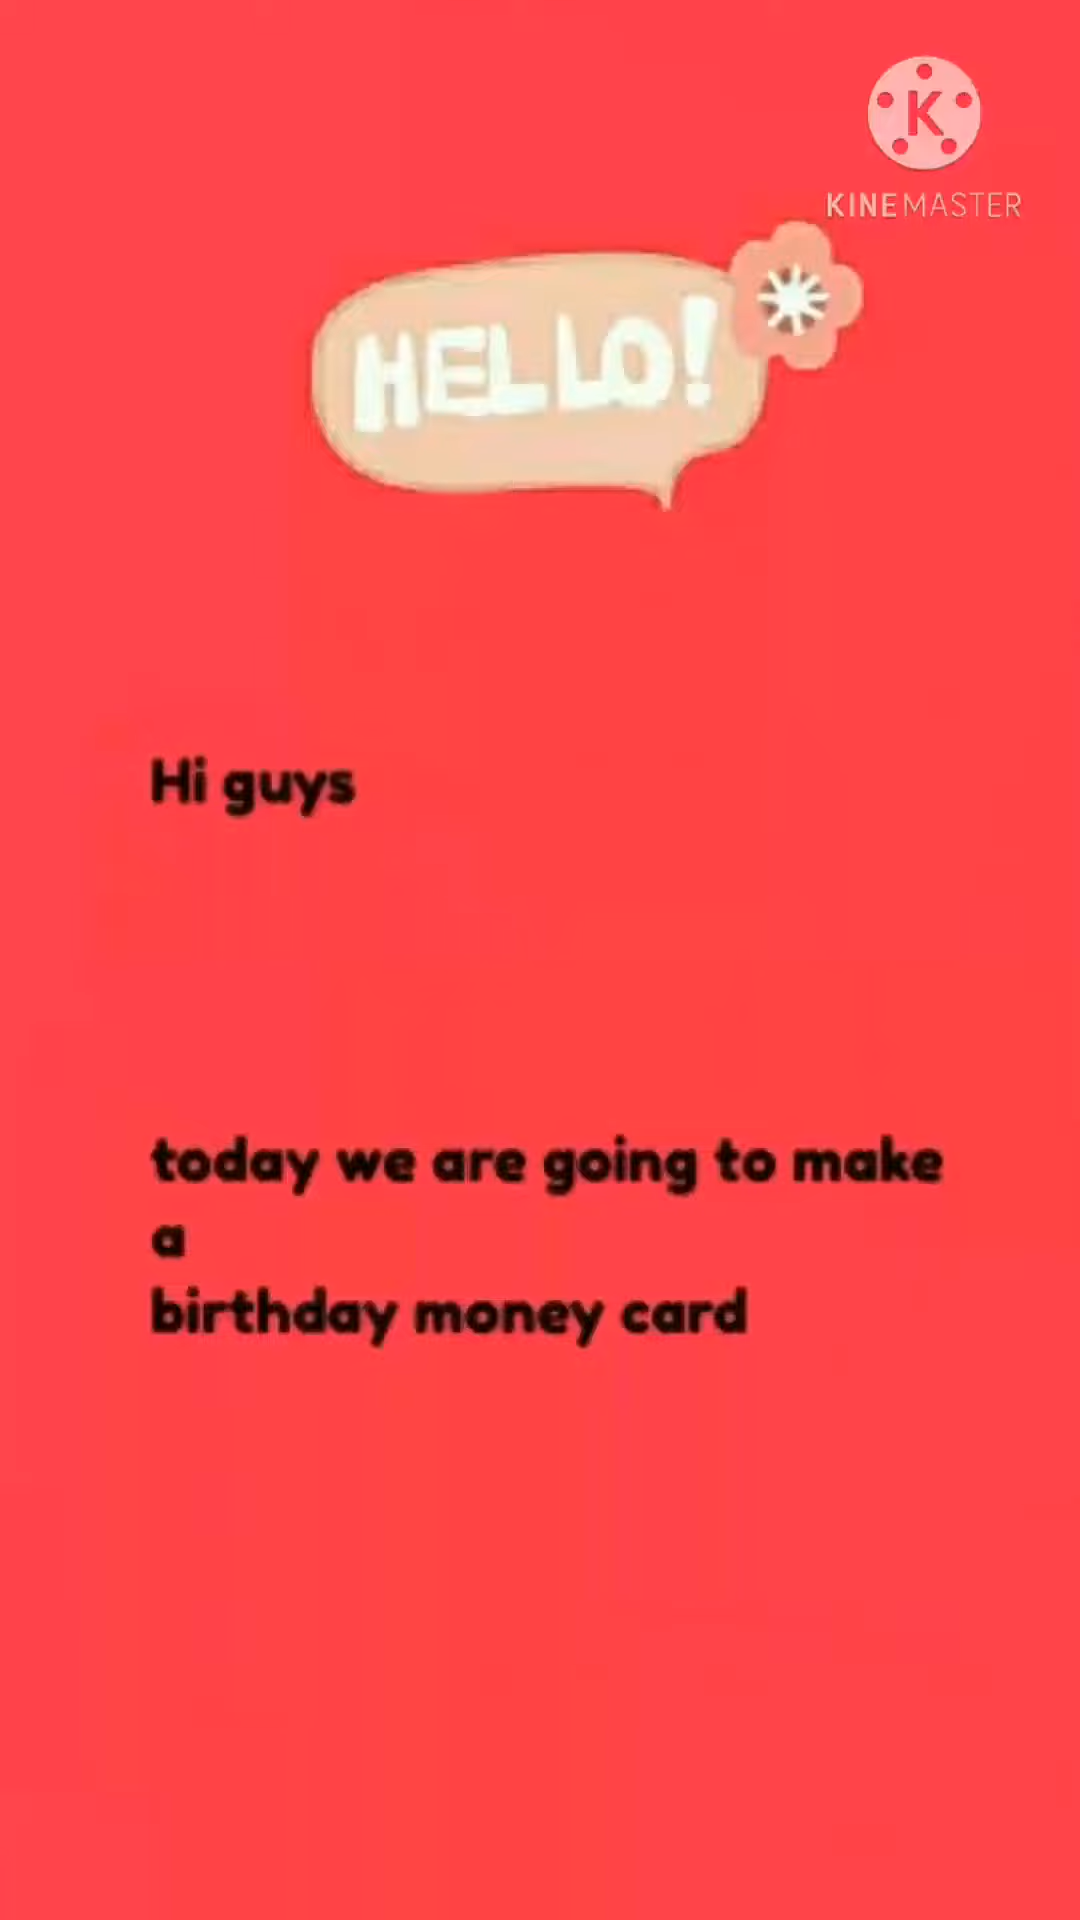 K
KINEMASTER
HELLO!
Hi guys
today we are going to make
a
birthday money card